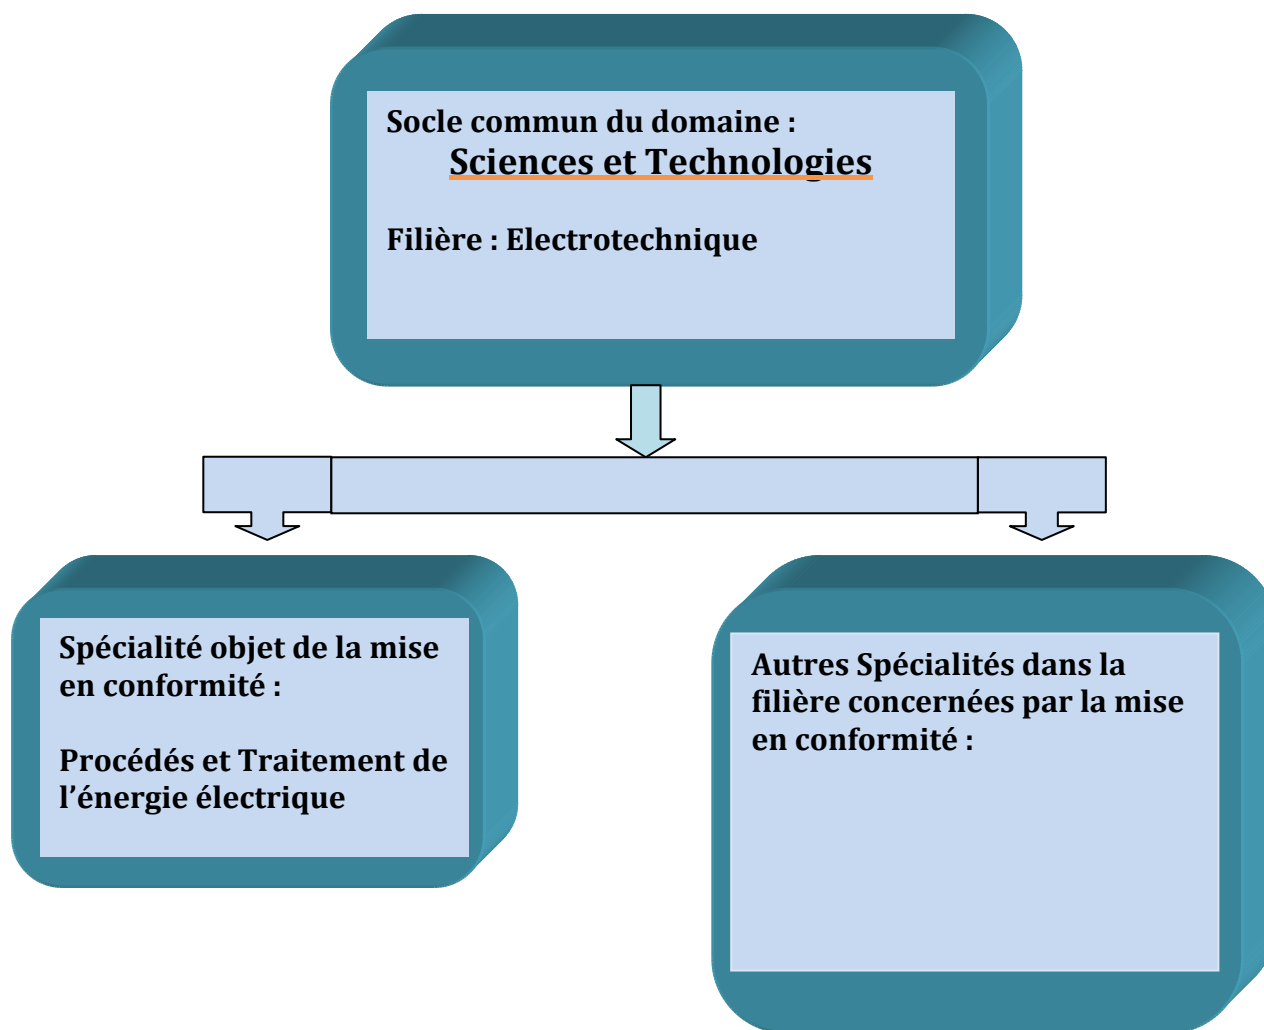 Socle commun du domaine :
Sciences et Technologies
Filière : Electrotechnique
Spécialité objet de la mise
en conformité :
Procédés et Traitement de
l’énergie électrique
Autres Spécialités dans la
filière concernées par la mise
en conformité :